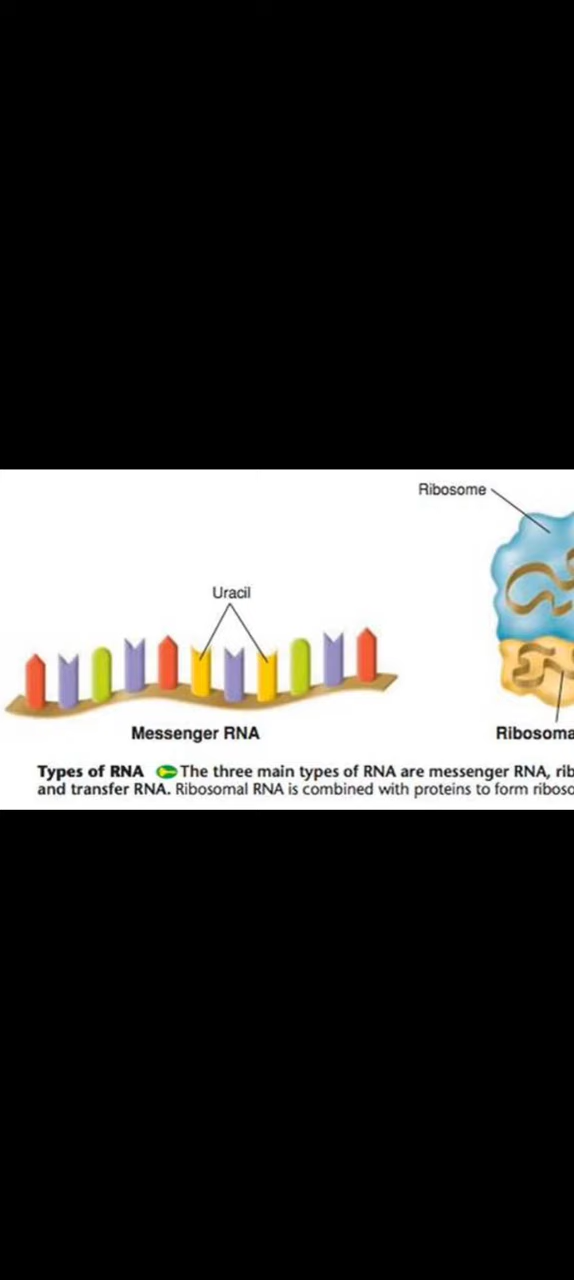 Ribosome
Uracil
Messenger RNA
Types of RNA The three main types of RNA are messenger RNA,
and transfer RNA. Ribosomal RNA is combined with proteins to form